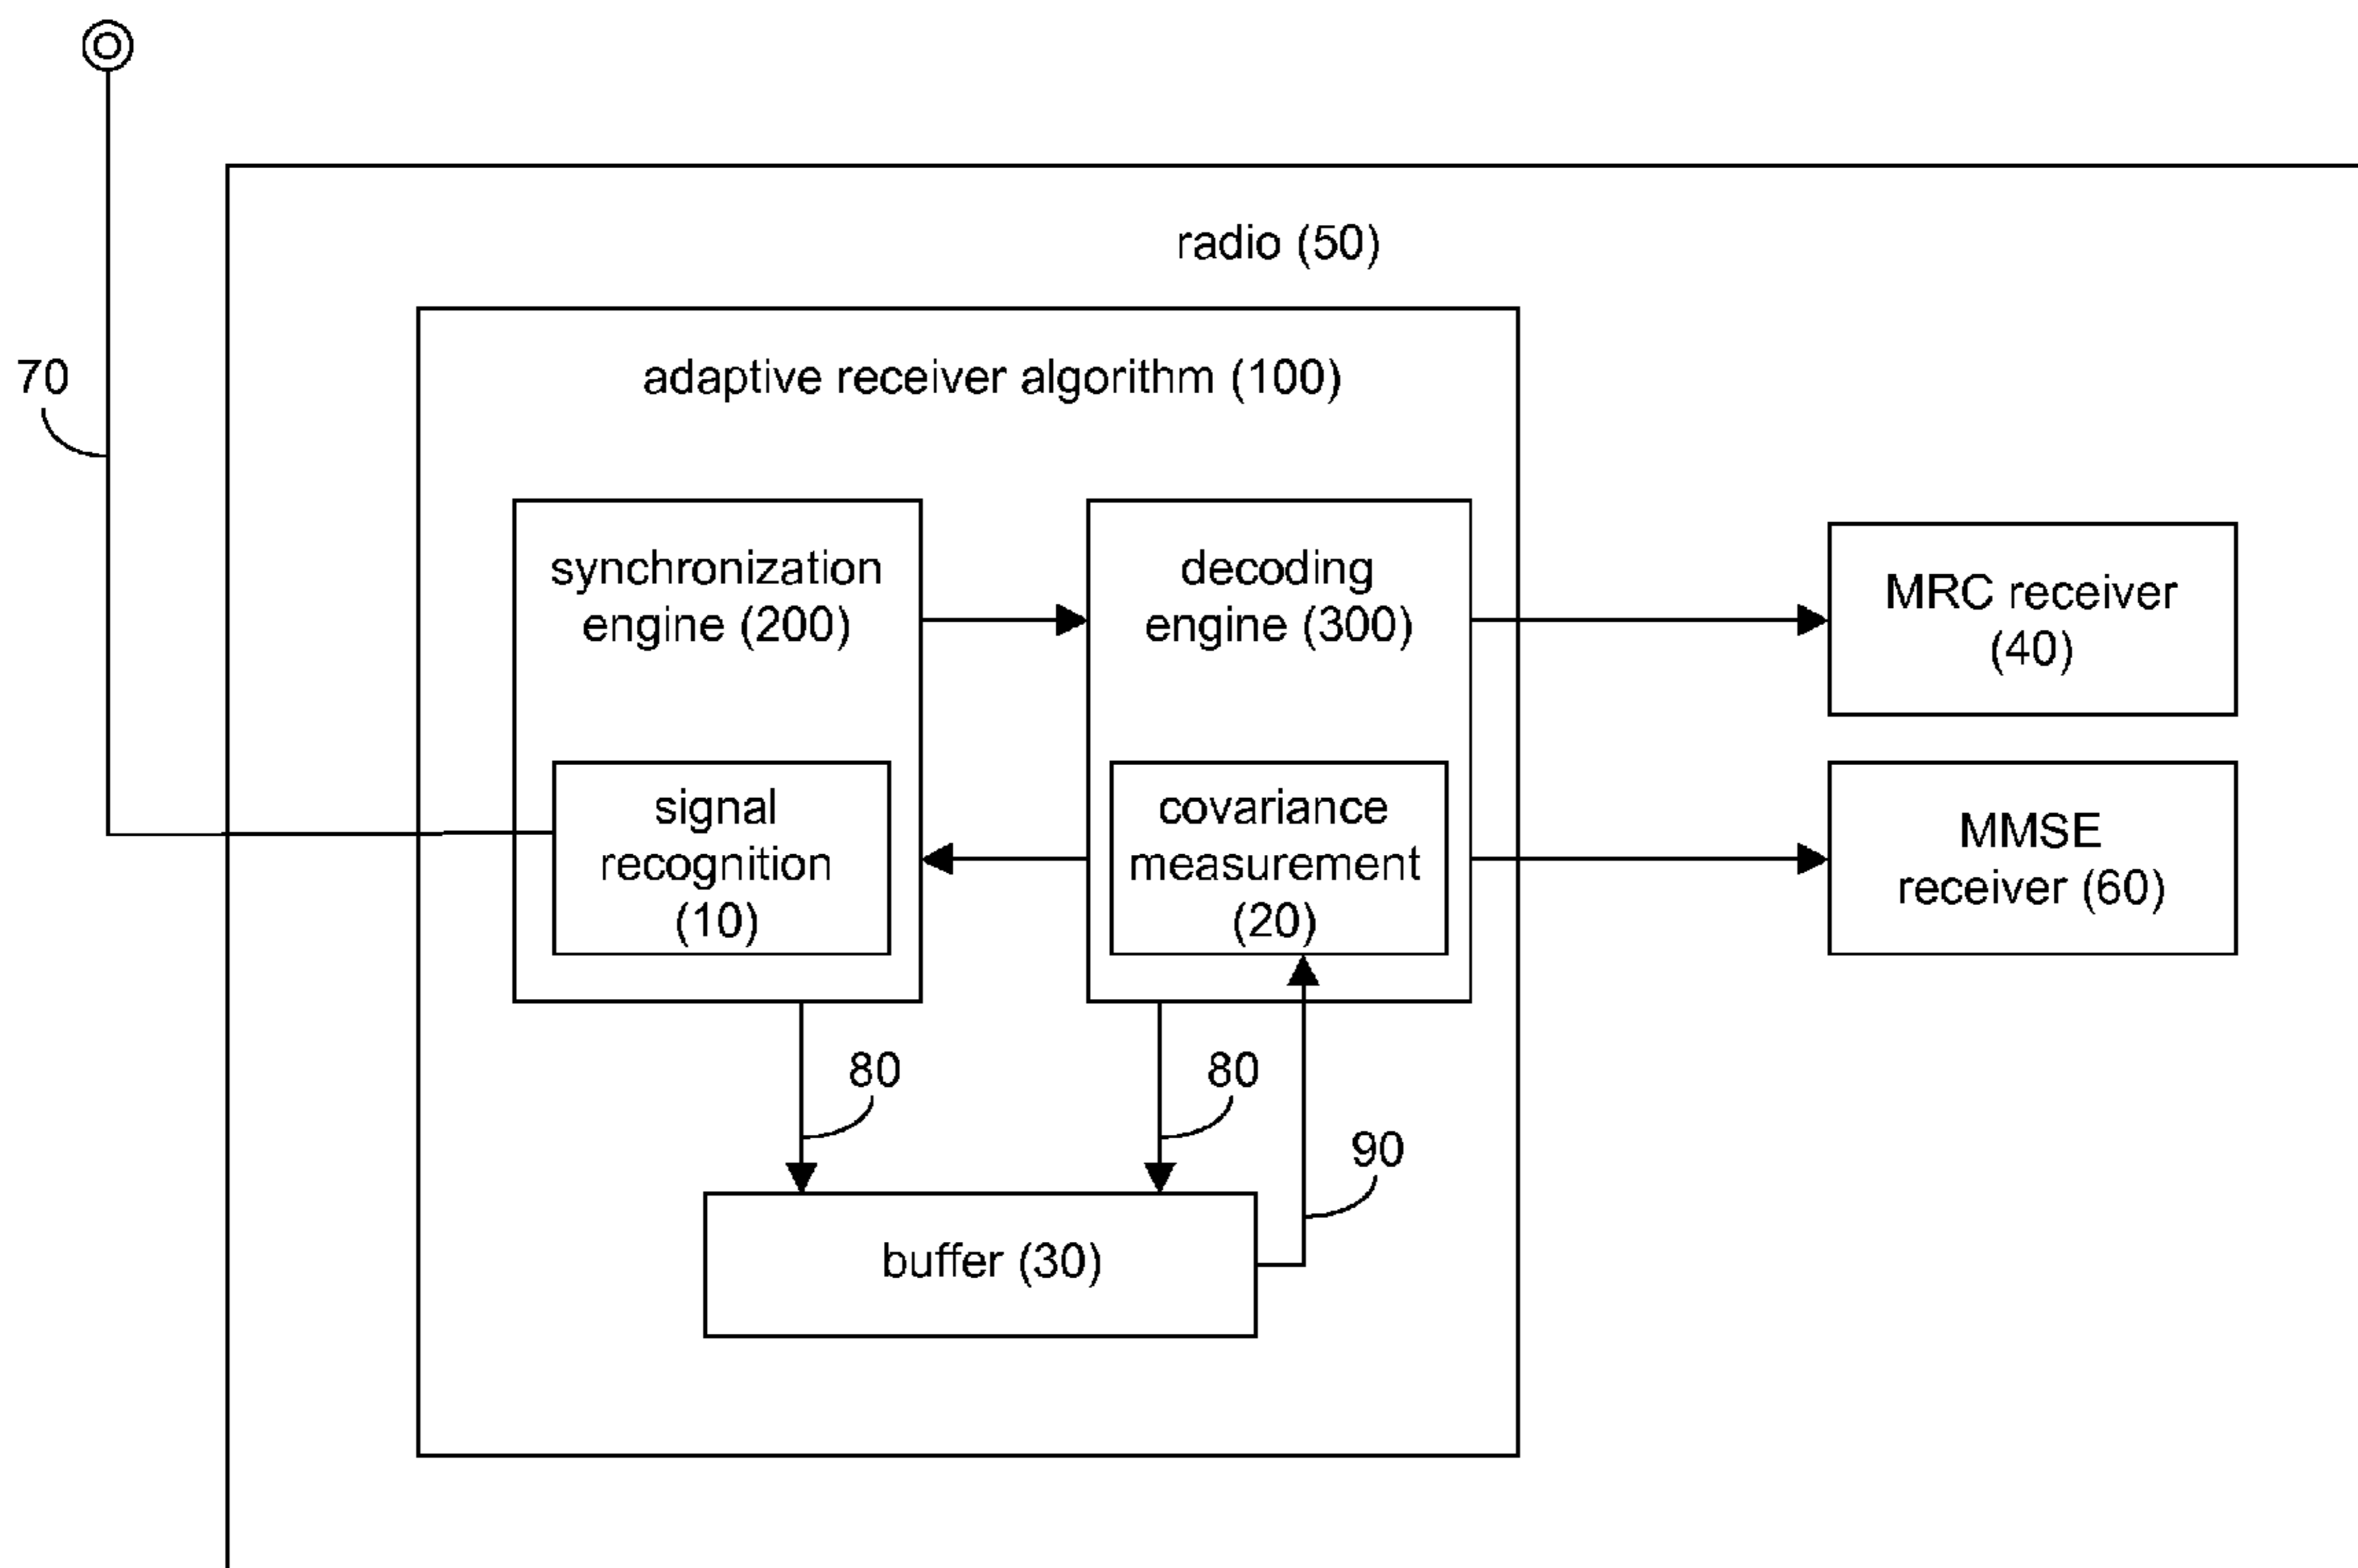 radio (50)
adaptive receiver algorithm (100)
70
synchronization
engine (200)
decoding
engine (300)
MRC receiver
(40)
signal
recognition
(10)
covariance
measurement
(20)
MMSE
receiver (60)
80
80
90
buffer (30)